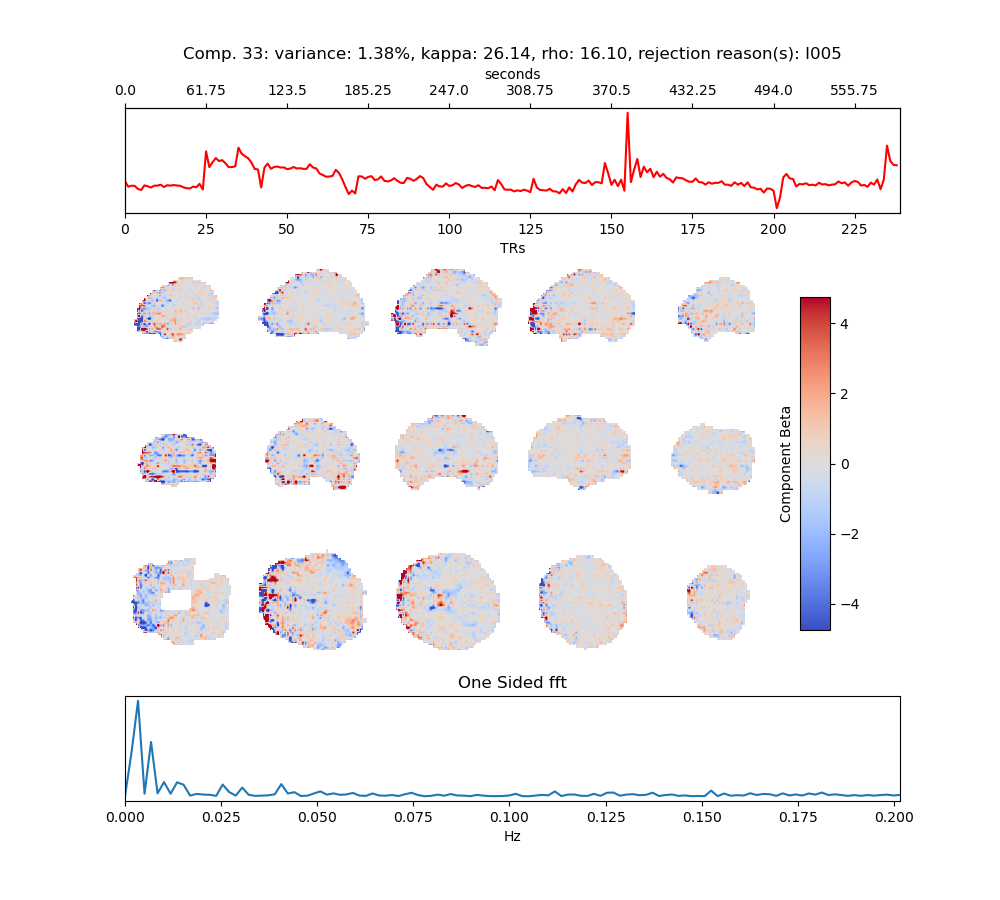 Comp. 33: variance: 1.38%, kappa: 26.14, rho: 16.10, rejection reason(s): I005
seconds
0.0 61.75 123.5 185.25 247.0 308.75 370.5 432.25 494.0 555.75
0 25 50 75 100 125 150 175 200 225
TRs
4
2
0
−2
−4
Component Beta
One Sided fft
0.000 0.025 0.050 0.075 0.100 0.125 0.150 0.175 0.200
Hz